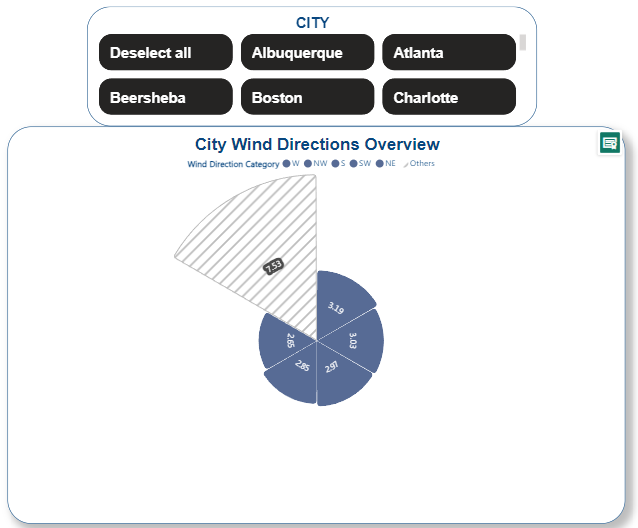 CITY
Deselect all Albuquerque Atlanta
Beersheba Boston Charlotte
City Wind Directions Overview
Wind Direction Category W NW S SW NE Others
7.53
3.19
3.03
2.97
2.85
2.65